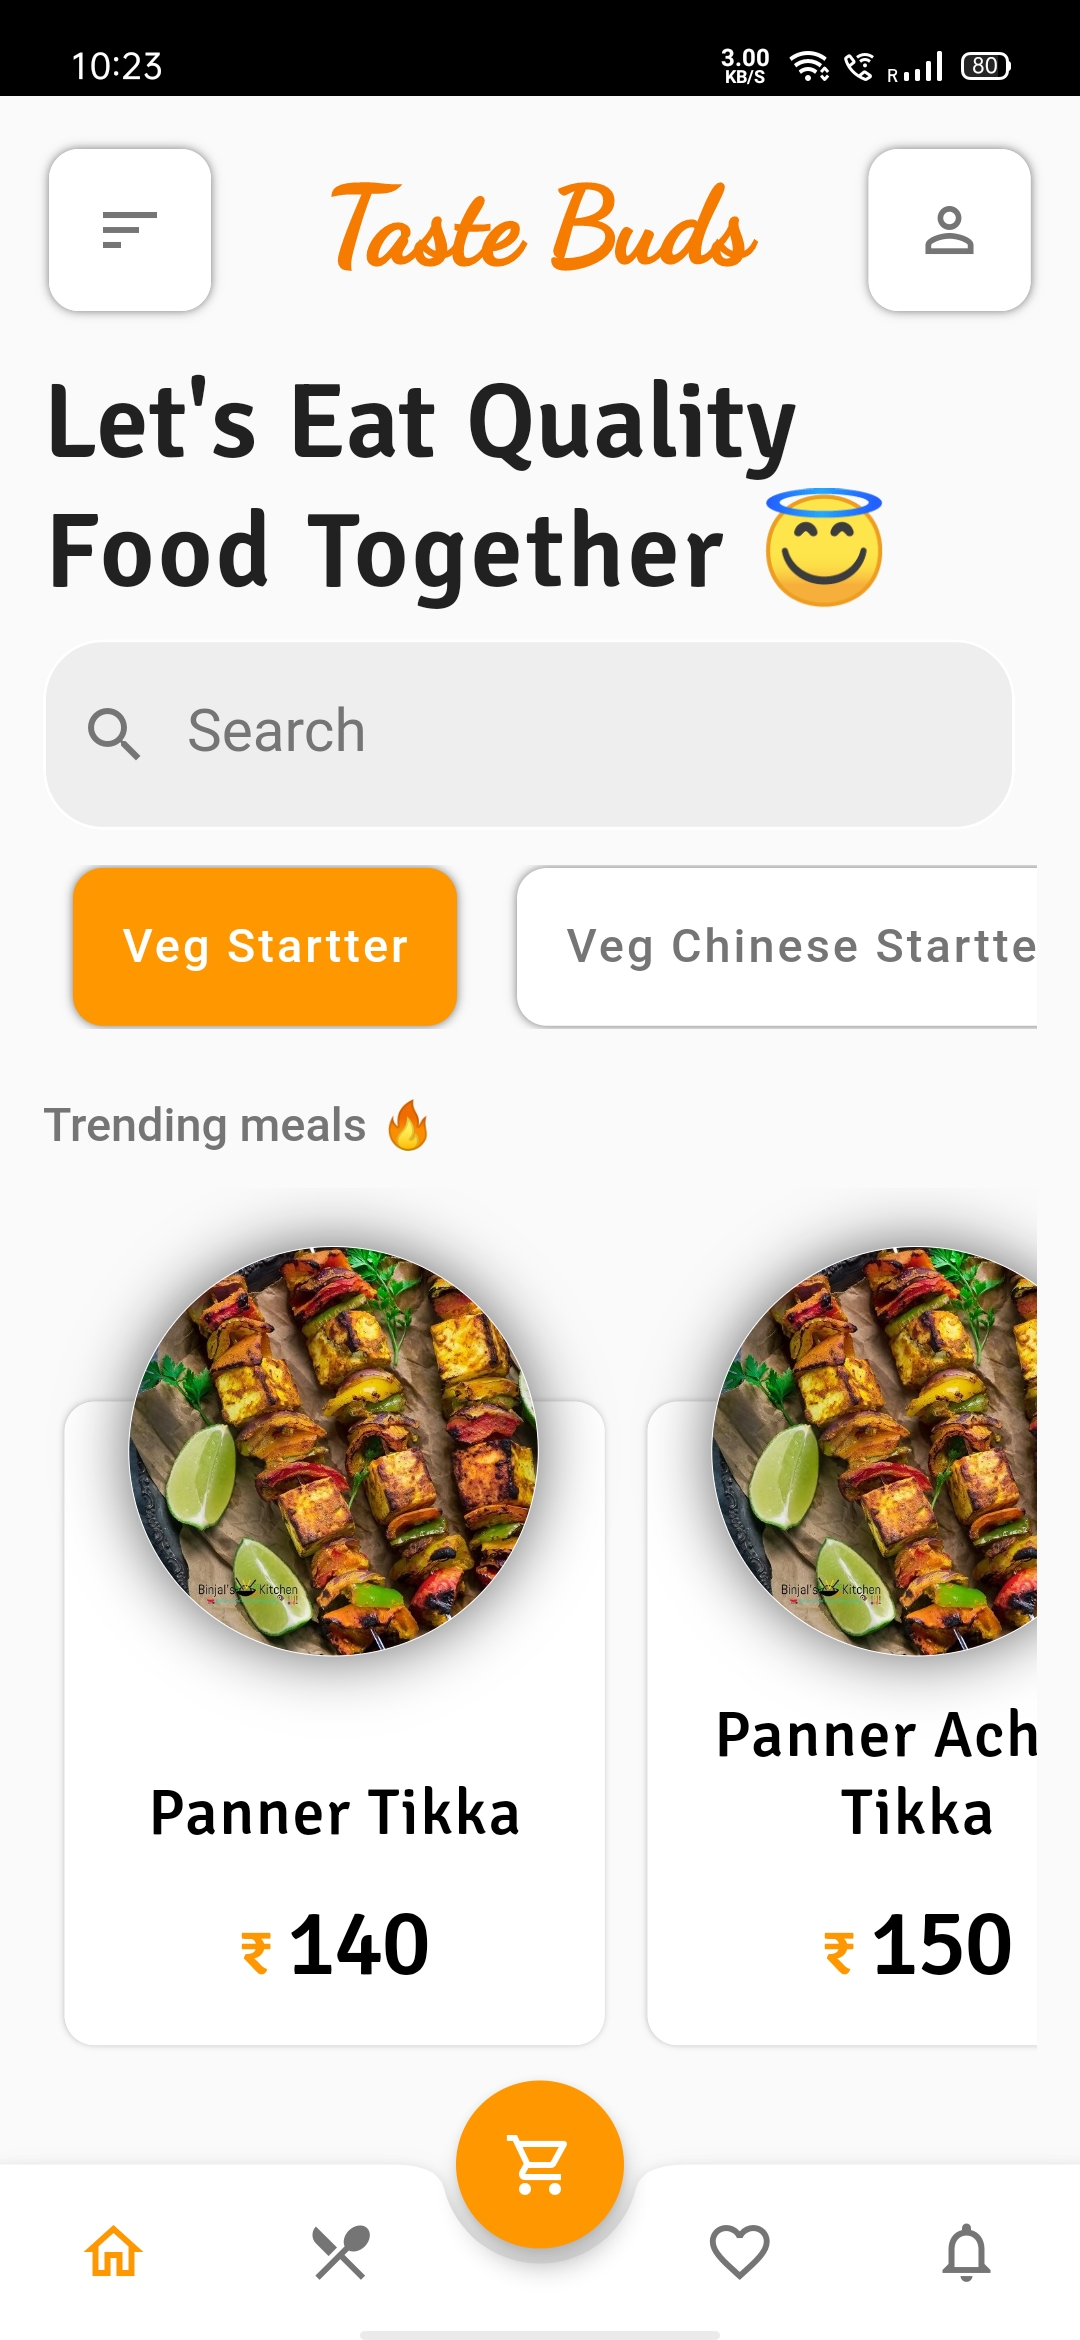 10:23
3.00
KB/S
R
80
Taste Buds
Let's Eat Quality
Food Together 😇
Search
Veg Startter
Veg Chinese Startte
Trending meals 🔥
Binjal's Kitchen
Binjal's Kitchen
Panner Tikka
₹ 140
Panner Ach
Tikka
₹ 150